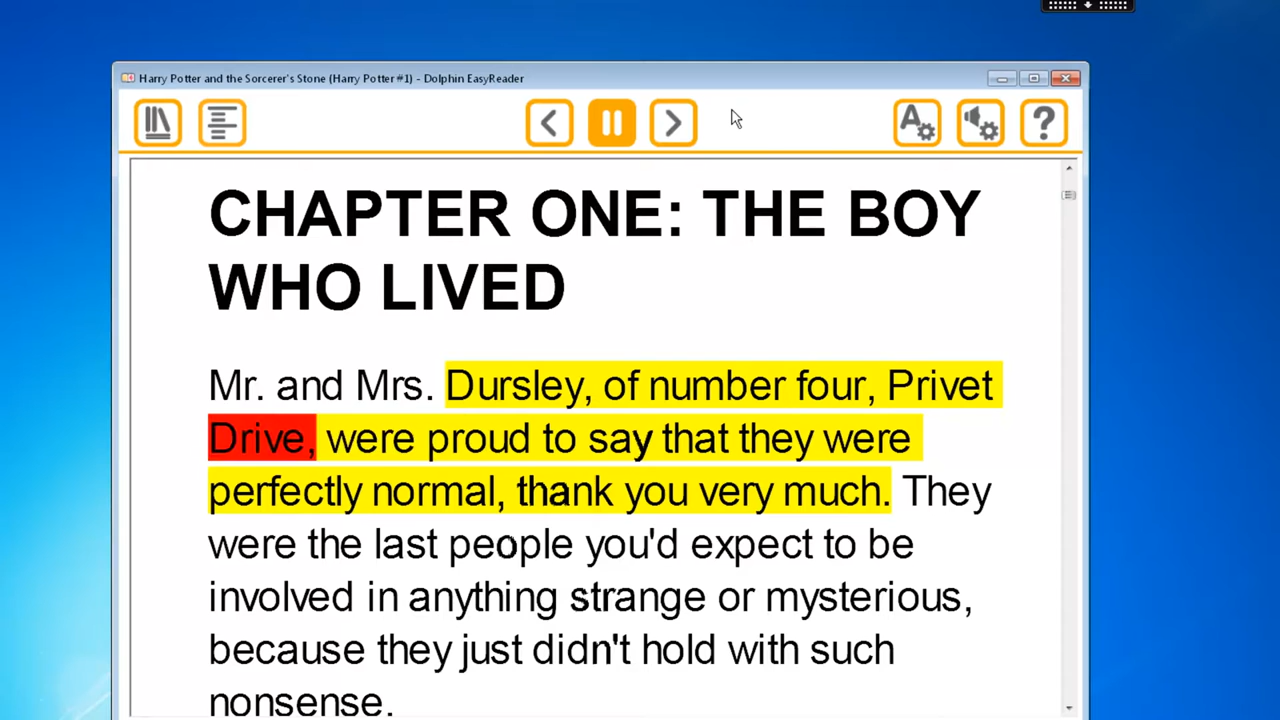 Harry Potter and the Sorcerer's Stone (Harry Potter #1) - Dolphin EasyReader
CHAPTER ONE: THE BOY
WHO LIVED
Mr. and Mrs. Dursley, of number four, Privet
Drive, were proud to say that they were
perfectly normal, thank you very much. They
were the last people you'd expect to be
involved in anything strange or mysterious,
because they just didn't hold with such
nonsense.